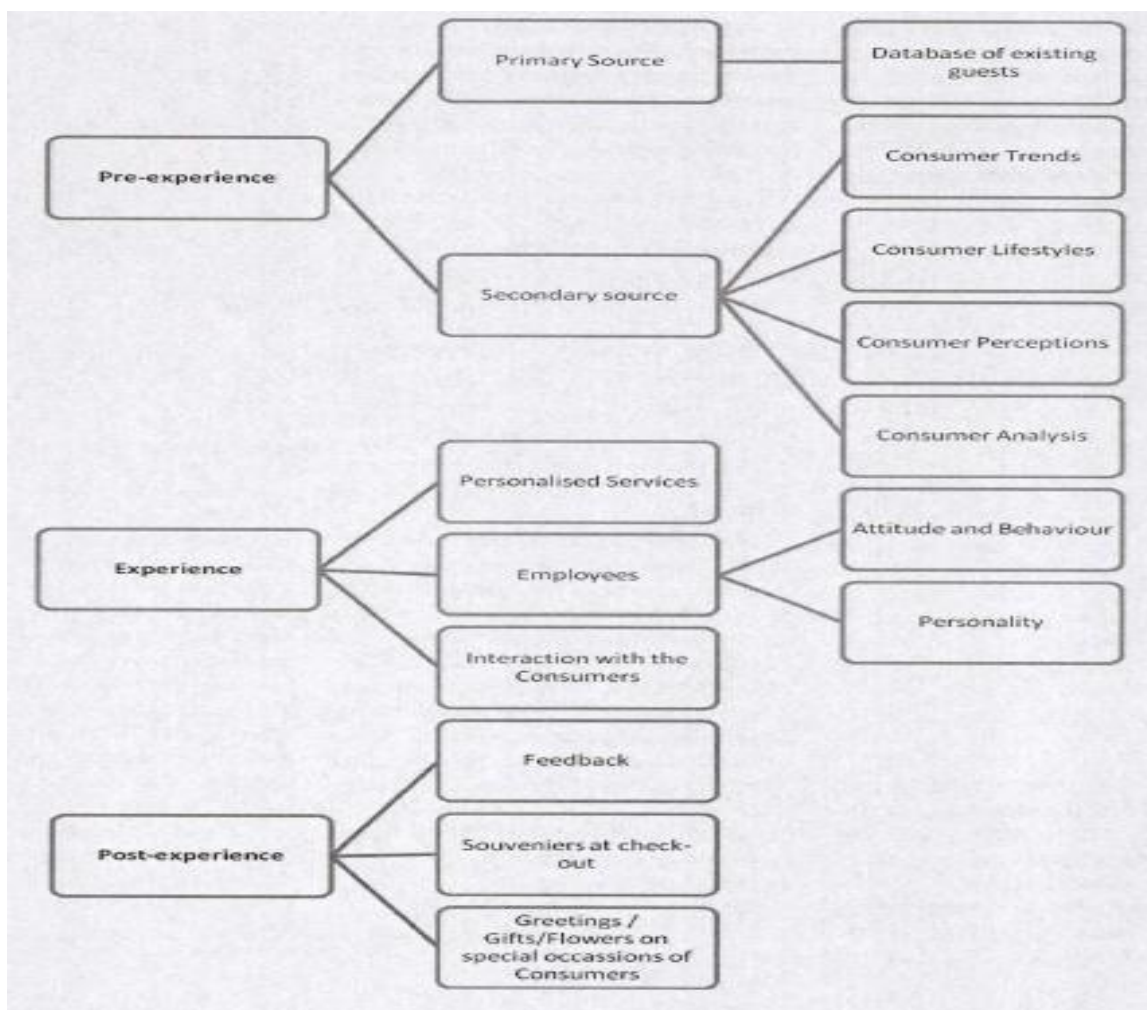 Primary Source
Database of existing
guests
Pre-experience
Consumer Trends
Consumer Lifestyles
Secondary source
Consumer Perceptions
Consumer Analysis
Personalised Services
Attitude and Behaviour
Experience
Employees
Personality
Interaction with the
Consumers
Feedback
Post-experience
Souveniers at check-
out
Greetings /
Gifts/Flowers on
special occassions of
Consumers